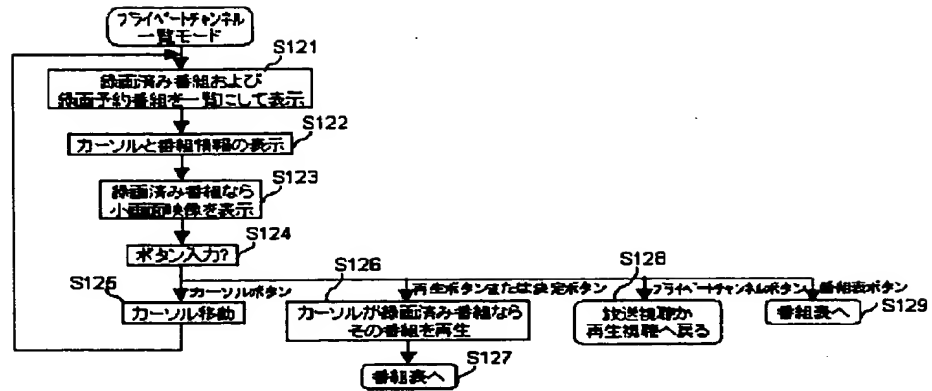 プライベートチャンネル
一覧モード
S121
録画済み番組および
録画予約番組を一覧にして表示
S122
カーソルと番組情報の表示
S123
録画済み番組なら
小画面映像を表示
S124
ボタン入力?
S125
カーソルボタン
カーソル移動
S126
再生ボタンまたは決定ボタン
カーソルが録画済み番組なら
その番組を再生
S127
番組表へ
S128
プライベートチャンネルボタン
放送視聴か
再生視聴へ戻る
番組表ボタン
番組表へ
S129